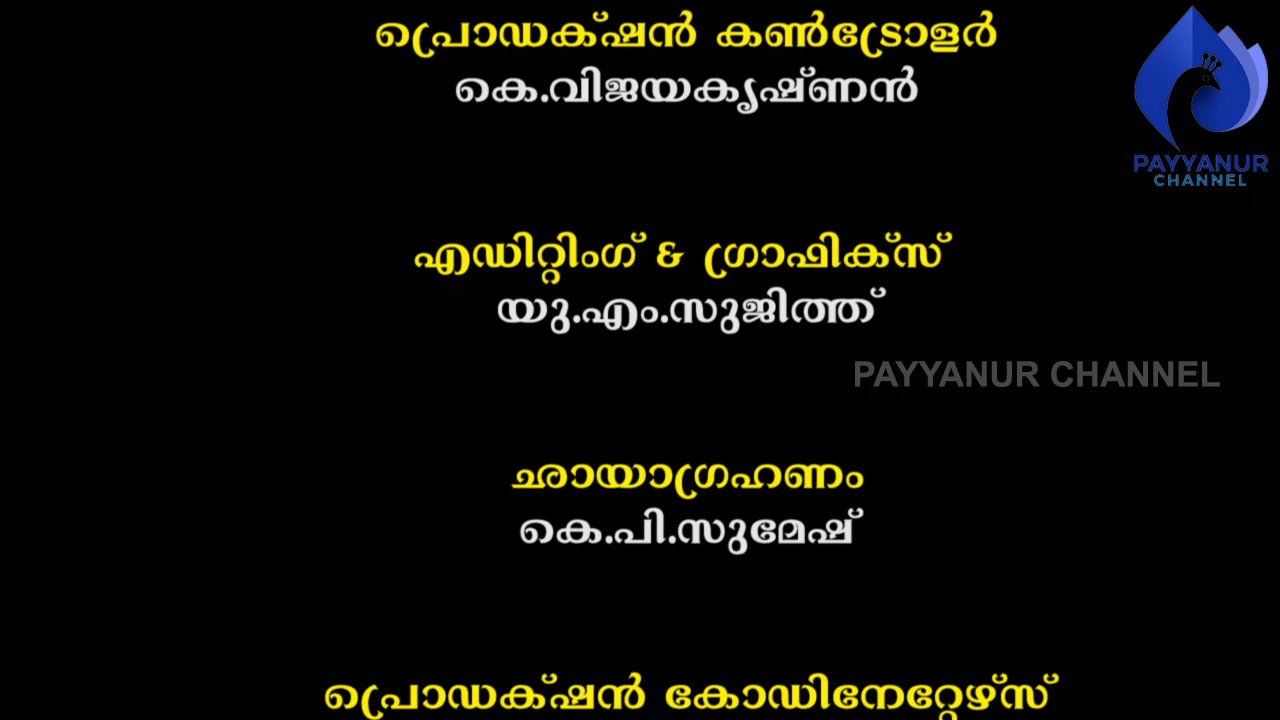 പ്രൊഡക്ഷൻ കൺട്രോളർ
കെ.വിജയകൃഷ്ണൻ
PAYYANUR
CHANNEL
എഡിറ്റിംഗ് & ഗ്രാഫിക്സ്
യു.എം.സുജിത്ത്
PAYYANUR CHANNEL
ഛായാഗ്രഹണം
കെ.പി.സുമേഷ്
പ്രൊഡക്ഷൻ കോഡിനേറ്റേഴ്സ്